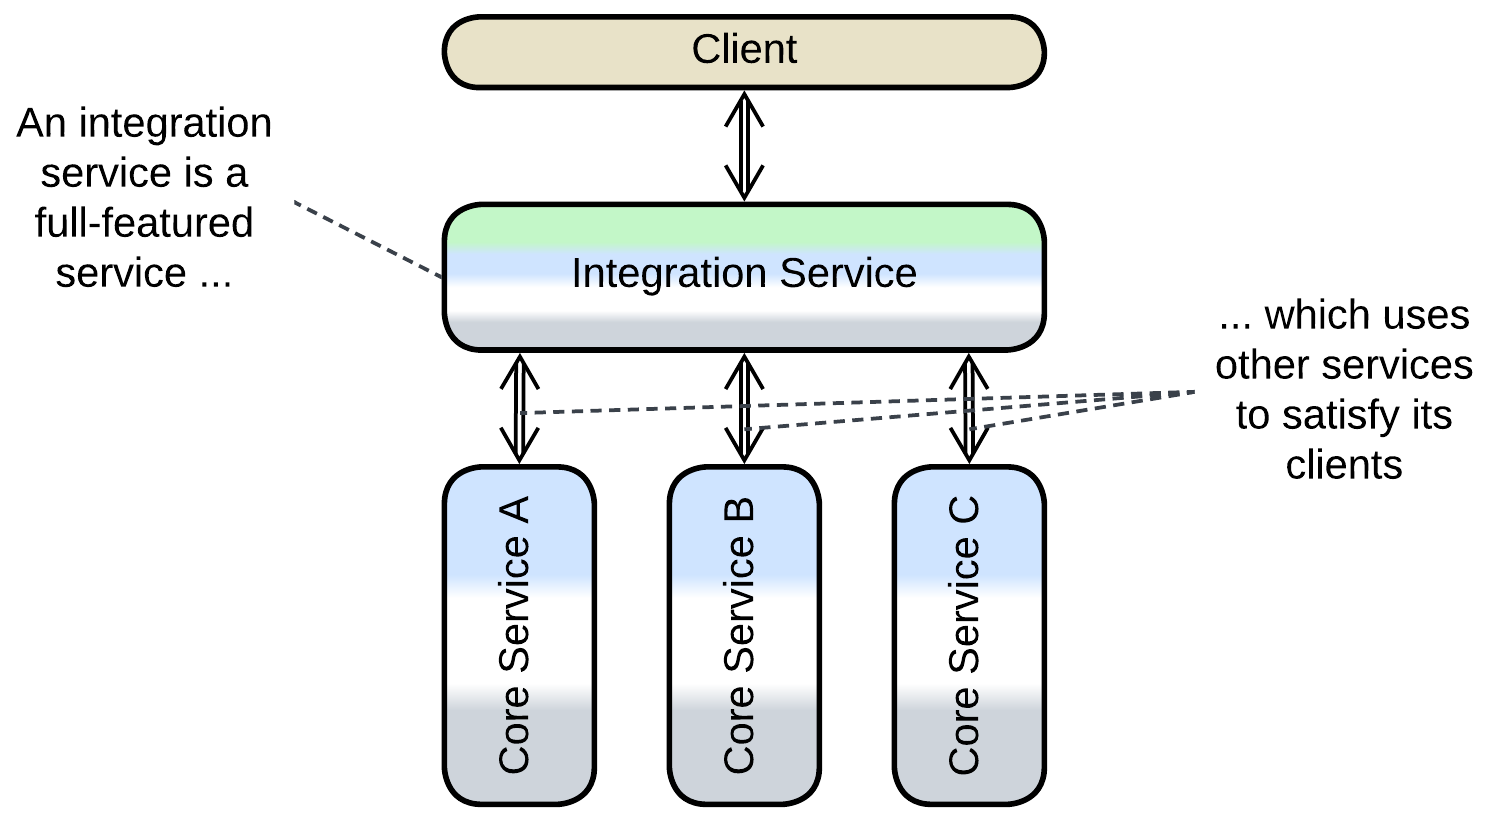 Client
An integration
service is a
full-featured
service ...
Integration Service
... which uses
other services
to satisfy its
clients
Core Service A
Core Service B
Core Service C